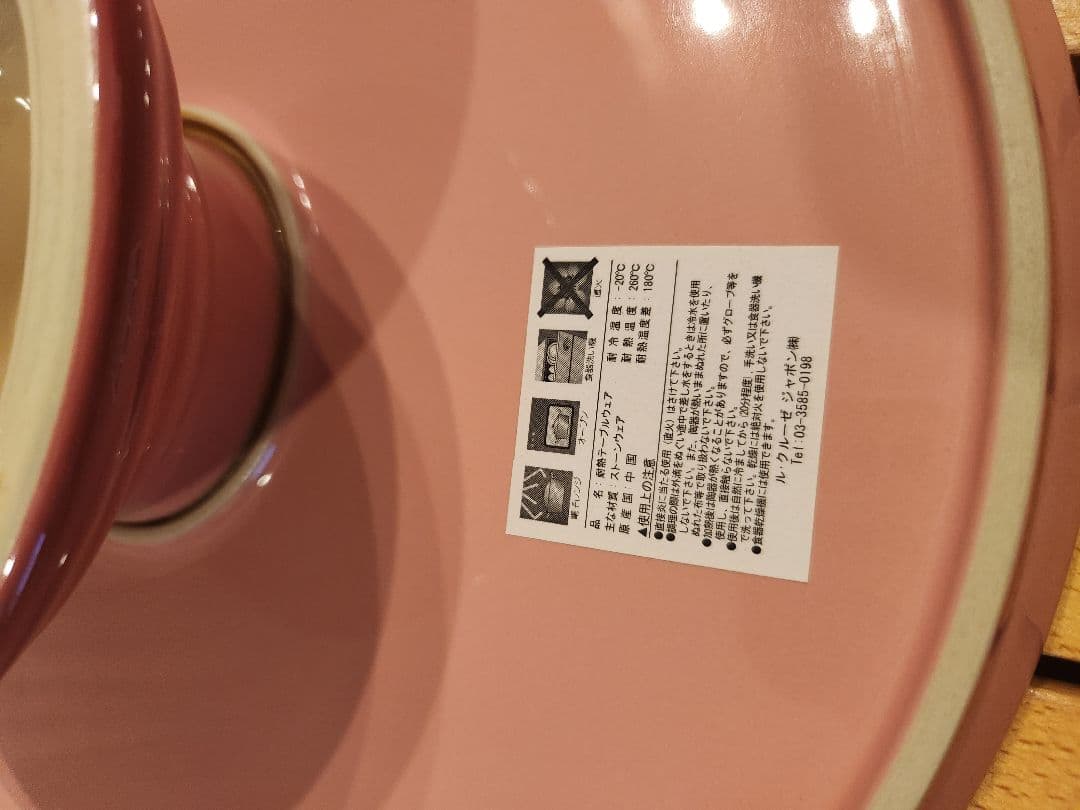 電子レンジ オーブン 食器洗い機 直火
品名：耐熱テーブルウェア 耐冷温度：-20℃
主な材質：ストーンウェア 耐熱温度：260℃
原産国：中国 耐熱温度差：180℃
▲使用上の注意
●直接炎に当たる使用（直火）はさけて下さい。
●調理の際は外滴をぬぐい途中で差し水をするときは冷水を使用
しないで下さい。また、陶器が熱いままぬれた所に置いたり、
ぬれた布等で取り扱わないで下さい。
●加熱後は陶器が熱くなることがありますので、必ずグローブ等を
使用し、直接触らないで下さい。
●使用後は自然に冷ましてから（20分程度）、手洗い又は食器洗い機
で洗って下さい。乾燥には絶対火を使用しないで下さい。
●食器乾燥機には使用できます。
ル・クルーゼ ジャポン㈱
Tel:03-3585-0198